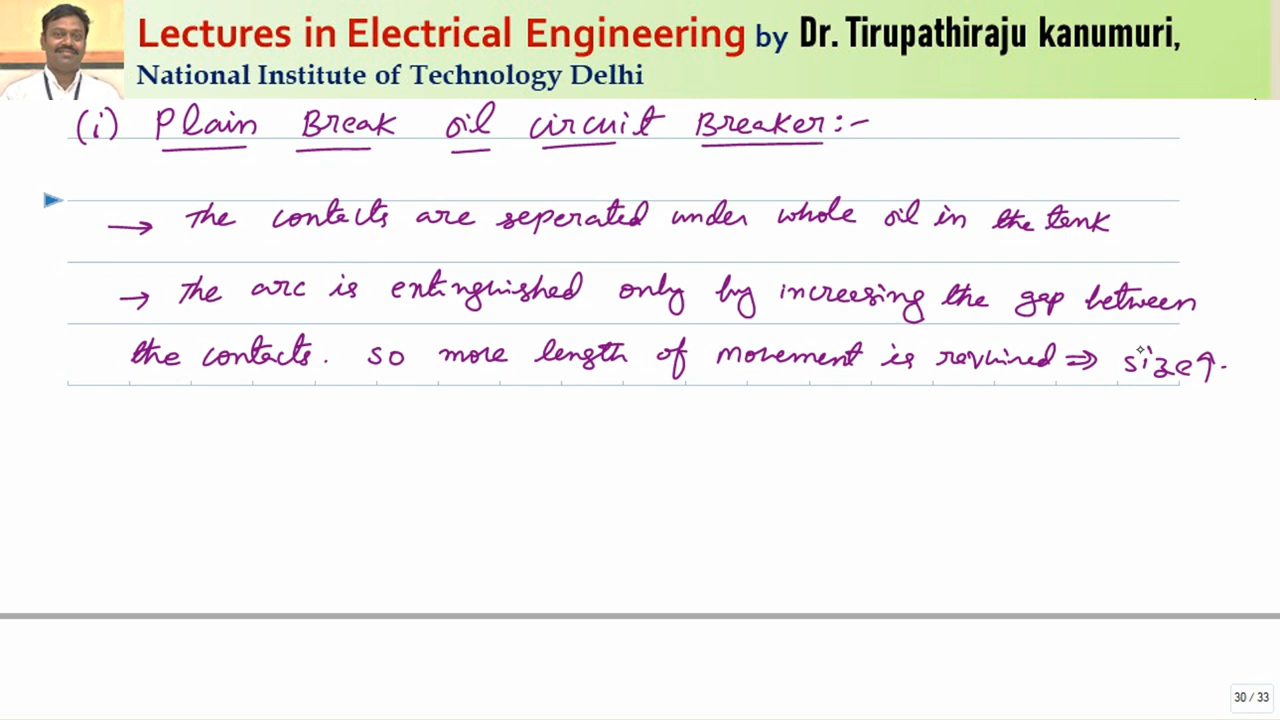 Lectures in Electrical Engineering by Dr. Tirupathiraju kanumuri,
National Institute of Technology Delhi
(i) Plain Break oil circuit Breaker:-
→ The contacts are seperated under whole oil in the tank
→ The arc is extinguished only by increasing the gap between
the contacts. so more length of movement is required ⇒ size↑.
30 / 33